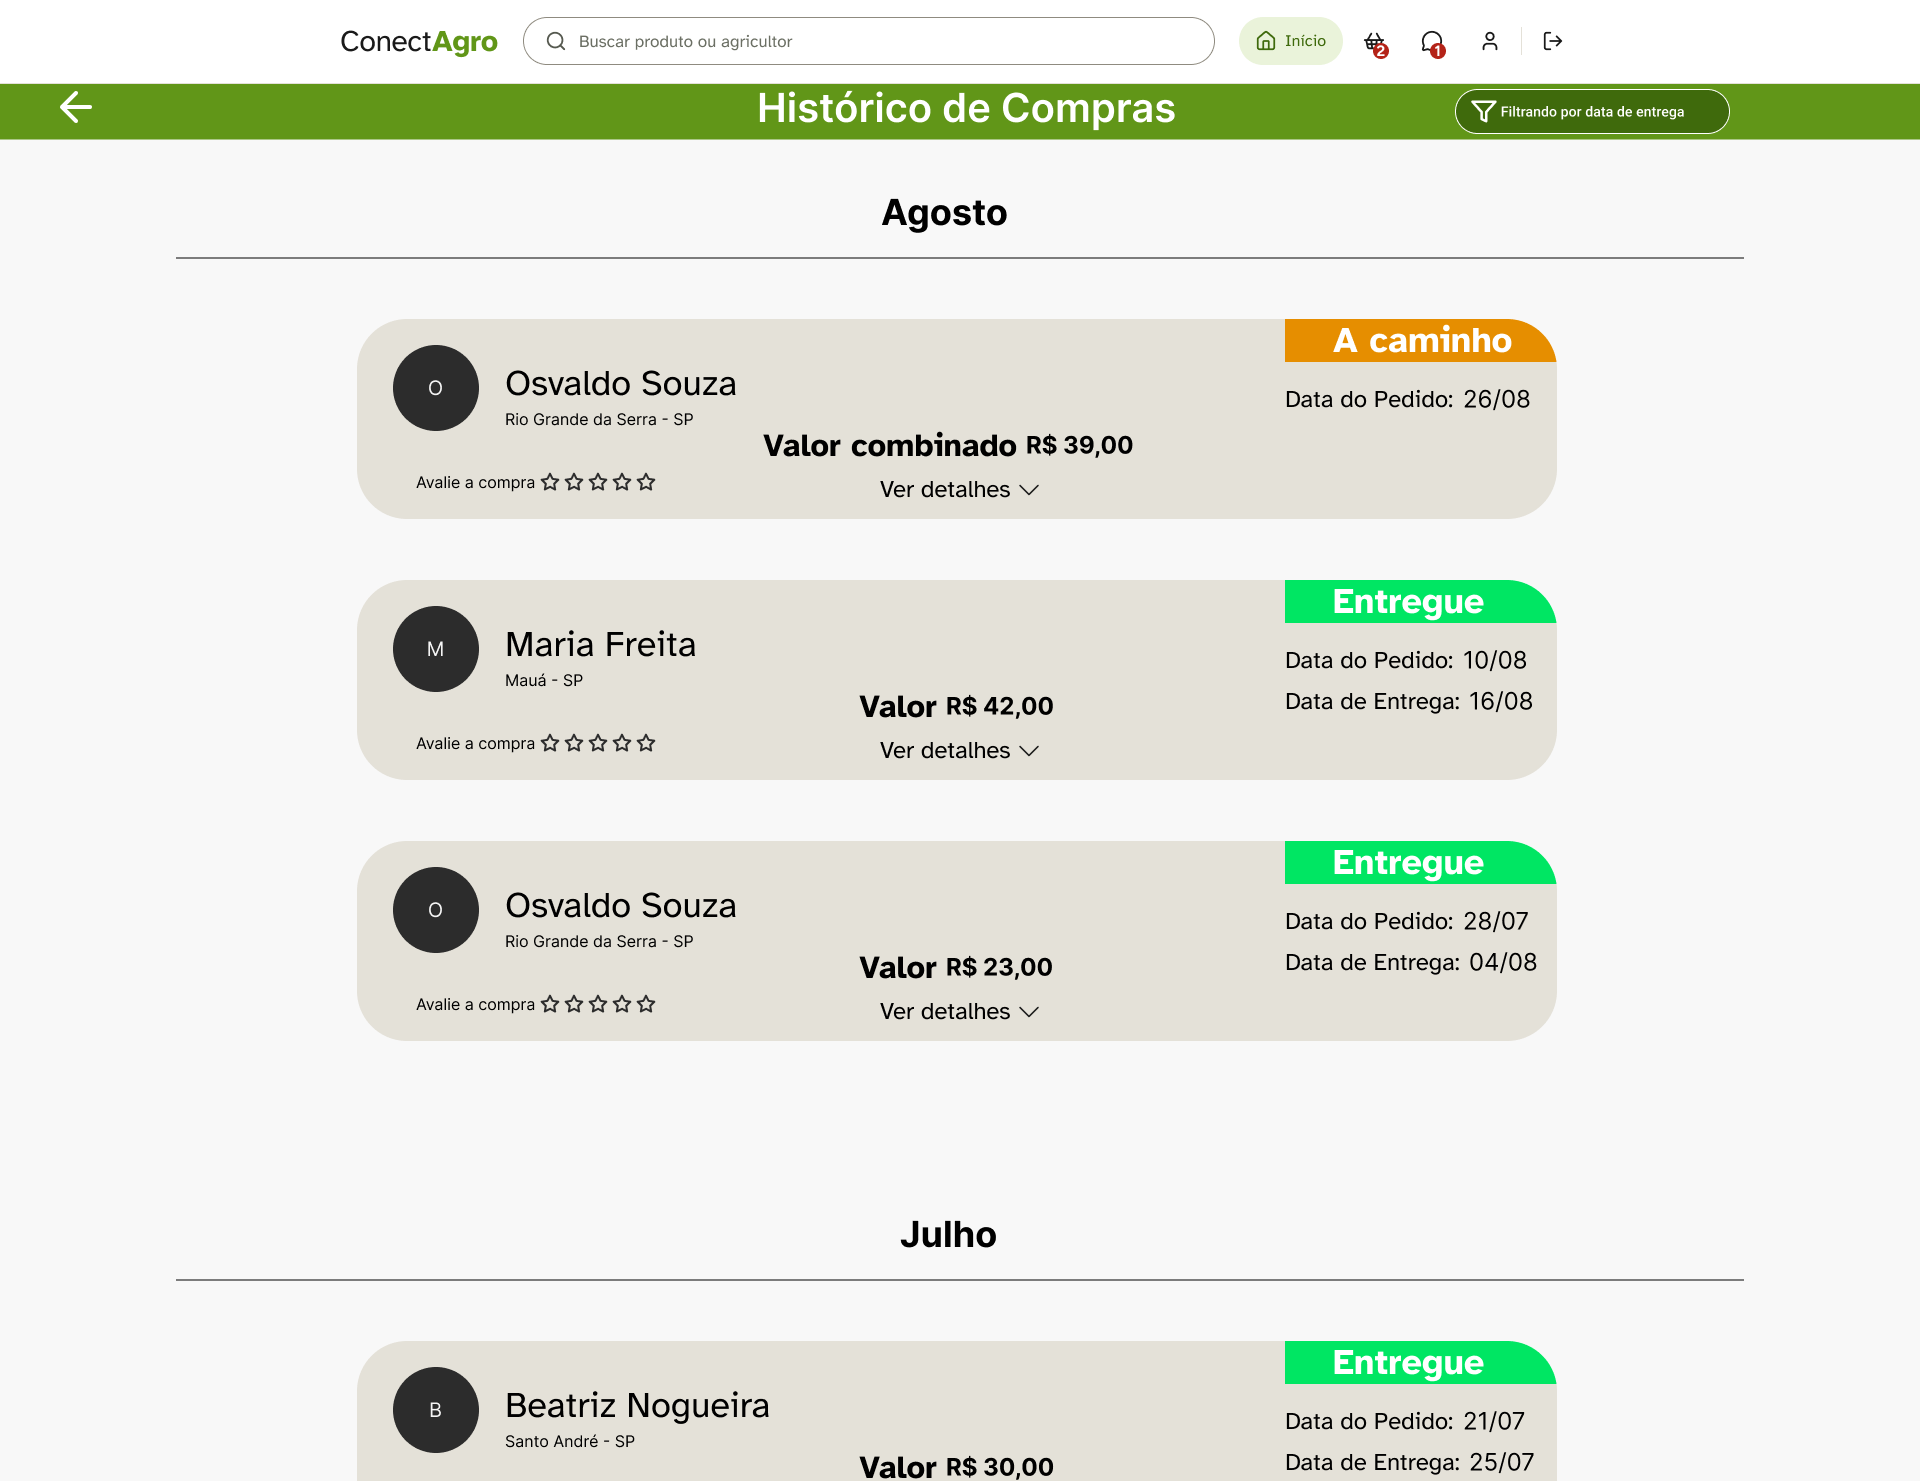 ConectAgro
Buscar produto ou agricultor
Início
2
1
Histórico de Compras
Filtrando por data de entrega
Agosto
O
Osvaldo Souza
Rio Grande da Serra - SP
A caminho
Data do Pedido: 26/08
Valor combinado R$ 39,00
Avalie a compra
Ver detalhes
M
Maria Freita
Mauá - SP
Entregue
Data do Pedido: 10/08
Data de Entrega: 16/08
Valor R$ 42,00
Avalie a compra
Ver detalhes
O
Osvaldo Souza
Rio Grande da Serra - SP
Entregue
Data do Pedido: 28/07
Data de Entrega: 04/08
Valor R$ 23,00
Avalie a compra
Ver detalhes
Julho
B
Beatriz Nogueira
Santo André - SP
Entregue
Data do Pedido: 21/07
Data de Entrega: 25/07
Valor R$ 30,00